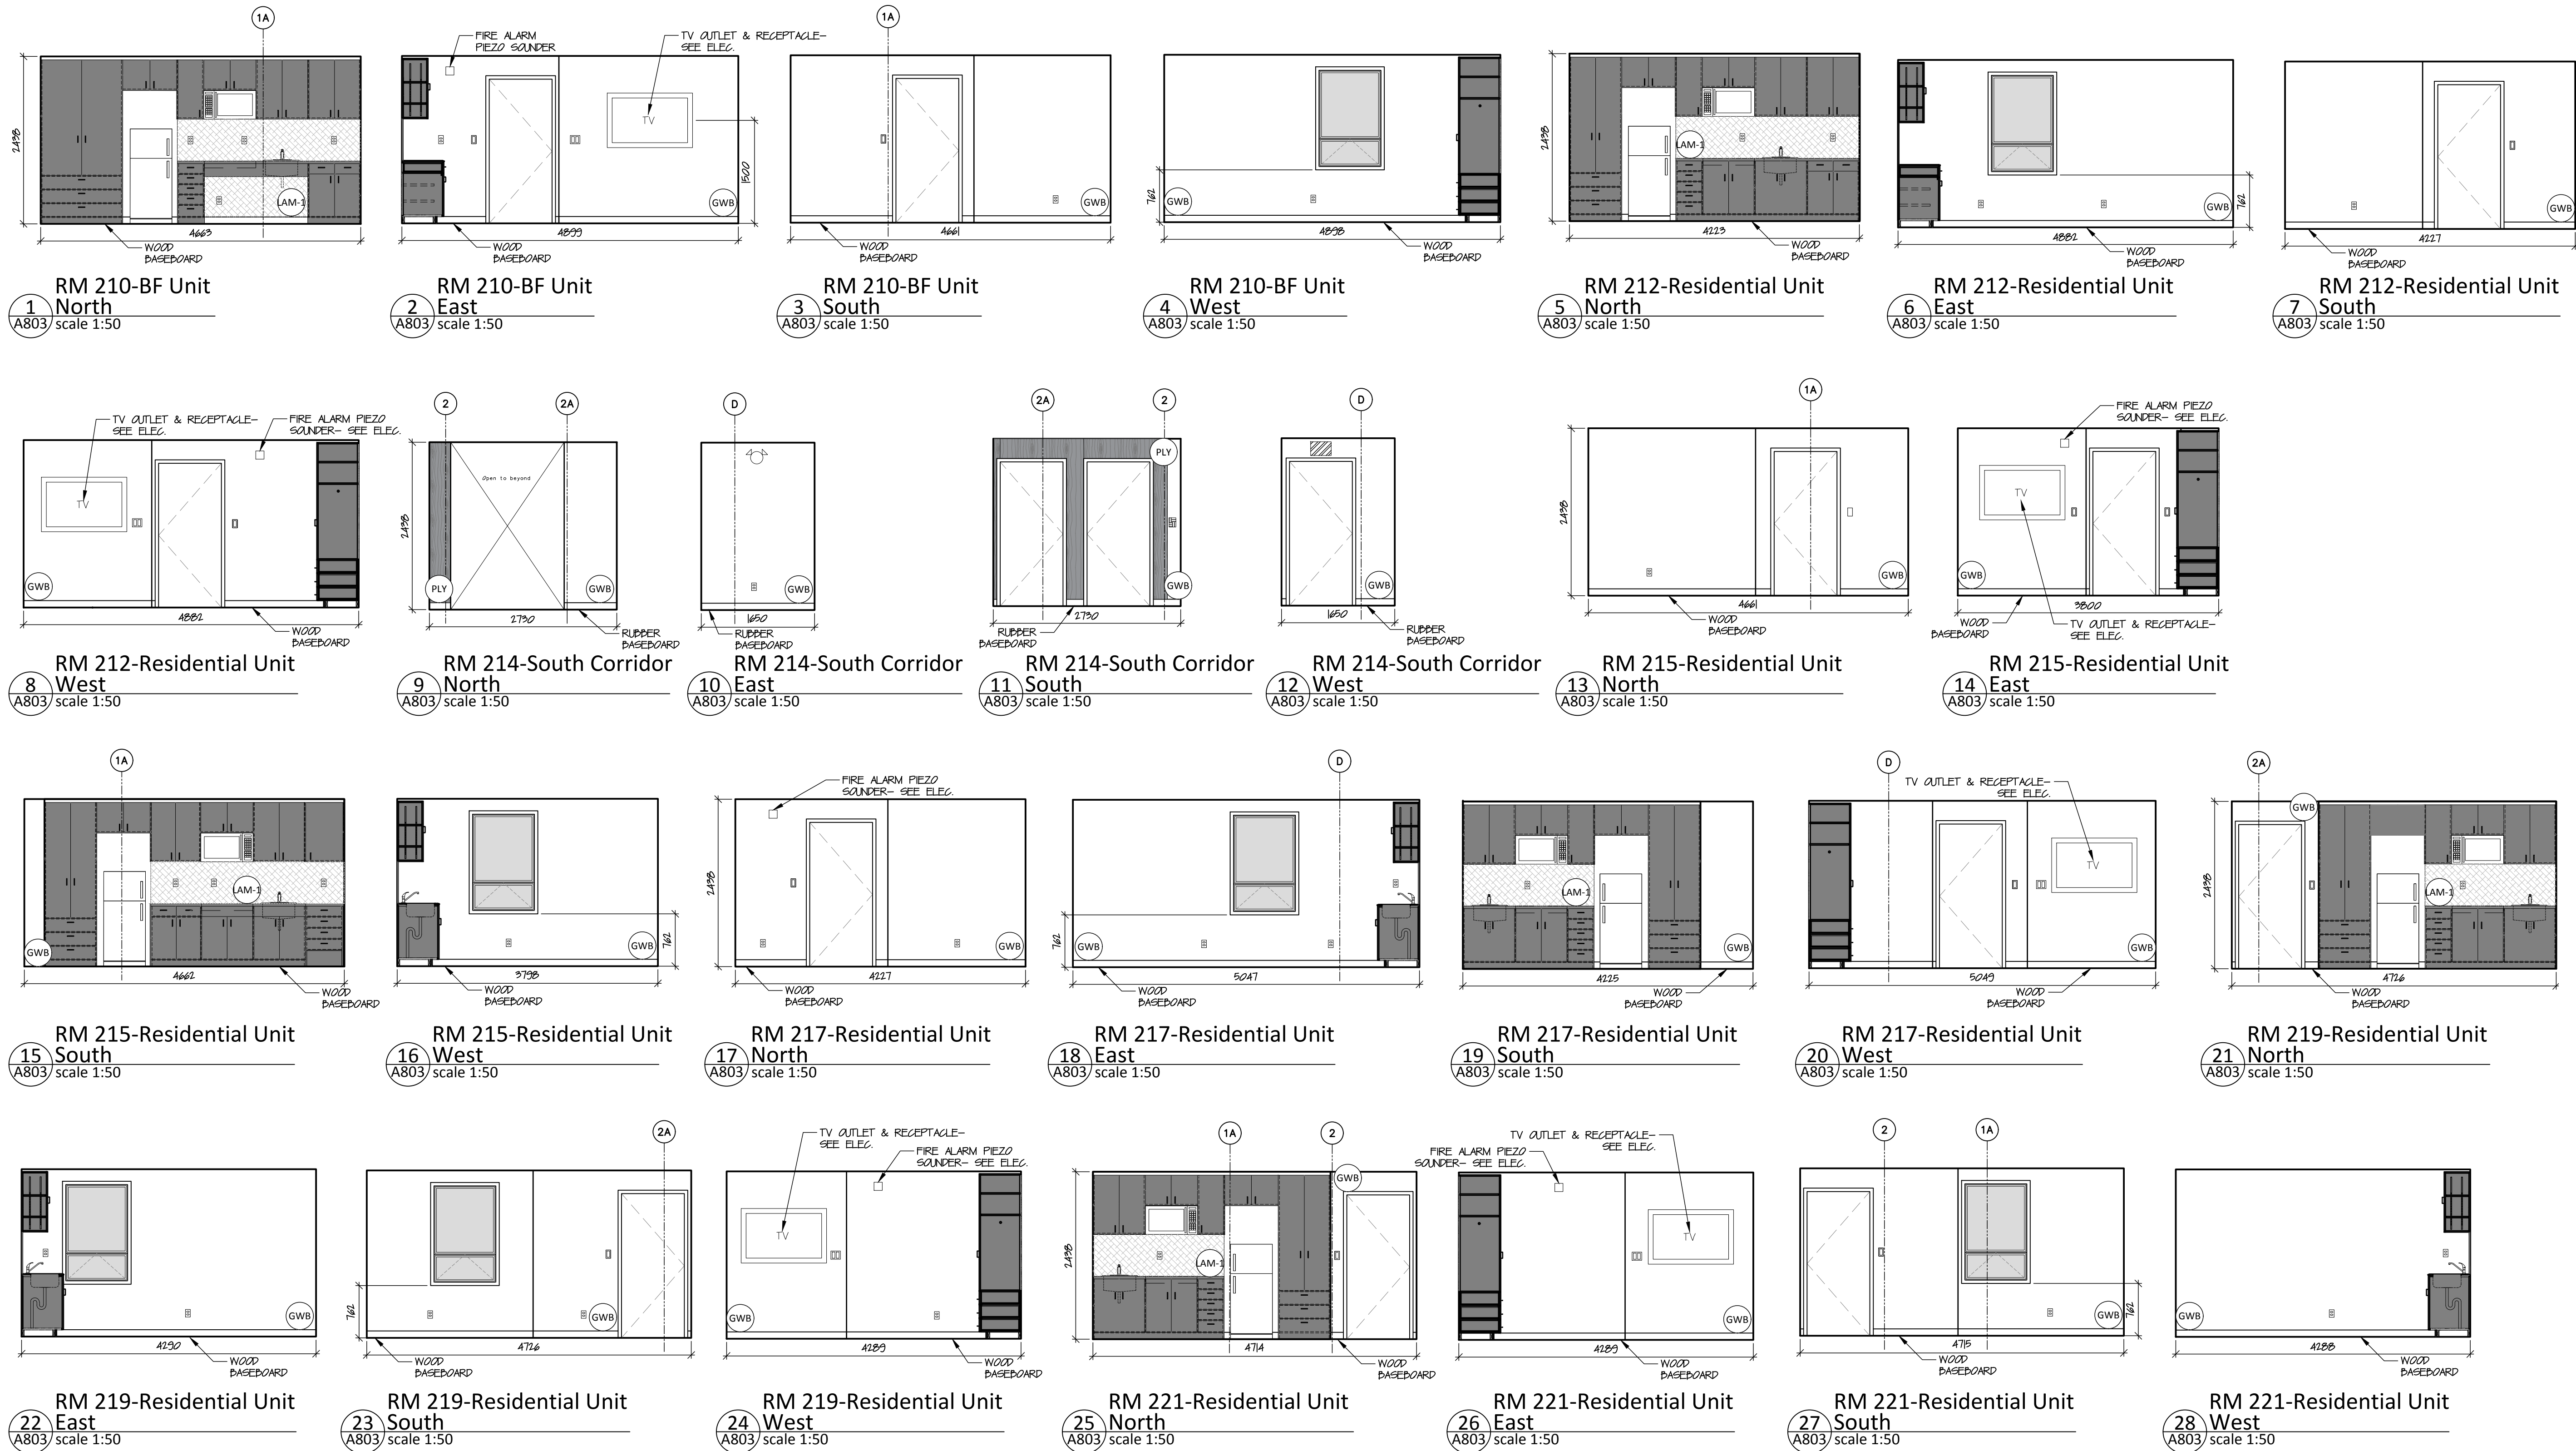 1A
FIRE ALARM
PIEZO SOUNDER
TV OUTLET & RECEPTACLE-
SEE ELEC.
1A
2438
LAM-1
4663
WOOD
BASEBOARD
TV
1500
GWB
4899
WOOD
BASEBOARD
GWB
4661
WOOD
BASEBOARD
762
GWB
4898
WOOD
BASEBOARD
2438
LAM-1
4223
WOOD
BASEBOARD
GWB
762
4882
WOOD
BASEBOARD
GWB
4227
WOOD
BASEBOARD
1
A803
RM 210-BF Unit
North
scale 1:50
2
A803
RM 210-BF Unit
East
scale 1:50
3
A803
RM 210-BF Unit
South
scale 1:50
4
A803
RM 210-BF Unit
West
scale 1:50
5
A803
RM 212-Residential Unit
North
scale 1:50
6
A803
RM 212-Residential Unit
East
scale 1:50
7
A803
RM 212-Residential Unit
South
scale 1:50
TV OUTLET & RECEPTACLE-
SEE ELEC.
FIRE ALARM PIEZO
SOUNDER- SEE ELEC.
TV
GWB
4882
WOOD
BASEBOARD
2
2A
2438
Open to beyond
PLY
GWB
2730
RUBBER
BASEBOARD
D
GWB
1650
RUBBER
BASEBOARD
2A
2
PLY
GWB
2730
RUBBER
BASEBOARD
D
GWB
1650
RUBBER
BASEBOARD
1A
2438
GWB
4661
WOOD
BASEBOARD
FIRE ALARM PIEZO
SOUNDER- SEE ELEC.
TV
GWB
3800
WOOD
BASEBOARD
TV OUTLET & RECEPTACLE-
SEE ELEC.
8
A803
RM 212-Residential Unit
West
scale 1:50
9
A803
RM 214-South Corridor
North
scale 1:50
10
A803
RM 214-South Corridor
East
scale 1:50
11
A803
RM 214-South Corridor
South
scale 1:50
12
A803
RM 214-South Corridor
West
scale 1:50
13
A803
RM 215-Residential Unit
North
scale 1:50
14
A803
RM 215-Residential Unit
East
scale 1:50
1A
LAM-1
GWB
4662
WOOD
BASEBOARD
GWB
762
3798
WOOD
BASEBOARD
FIRE ALARM PIEZO
SOUNDER- SEE ELEC.
2438
GWB
4227
WOOD
BASEBOARD
D
762
GWB
5047
WOOD
BASEBOARD
LAM-1
GWB
4225
WOOD
BASEBOARD
D
TV OUTLET & RECEPTACLE-
SEE ELEC.
TV
GWB
5049
WOOD
BASEBOARD
2A
GWB
2438
LAM-1
4726
WOOD
BASEBOARD
15
A803
RM 215-Residential Unit
South
scale 1:50
16
A803
RM 215-Residential Unit
West
scale 1:50
17
A803
RM 217-Residential Unit
North
scale 1:50
18
A803
RM 217-Residential Unit
East
scale 1:50
19
A803
RM 217-Residential Unit
South
scale 1:50
20
A803
RM 217-Residential Unit
West
scale 1:50
21
A803
RM 219-Residential Unit
North
scale 1:50
GWB
4290
WOOD
BASEBOARD
2A
762
GWB
4726
WOOD
BASEBOARD
TV OUTLET & RECEPTACLE-
SEE ELEC.
FIRE ALARM PIEZO
SOUNDER- SEE ELEC.
TV
GWB
4289
WOOD
BASEBOARD
1A
2
GWB
2438
LAM-1
4714
WOOD
BASEBOARD
TV OUTLET & RECEPTACLE-
SEE ELEC.
FIRE ALARM PIEZO
SOUNDER- SEE ELEC.
TV
GWB
4289
WOOD
BASEBOARD
2
1A
GWB
762
4715
WOOD
BASEBOARD
GWB
4288
WOOD
BASEBOARD
22
A803
RM 219-Residential Unit
East
scale 1:50
23
A803
RM 219-Residential Unit
South
scale 1:50
24
A803
RM 219-Residential Unit
West
scale 1:50
25
A803
RM 221-Residential Unit
North
scale 1:50
26
A803
RM 221-Residential Unit
East
scale 1:50
27
A803
RM 221-Residential Unit
South
scale 1:50
28
A803
RM 221-Residential Unit
West
scale 1:50